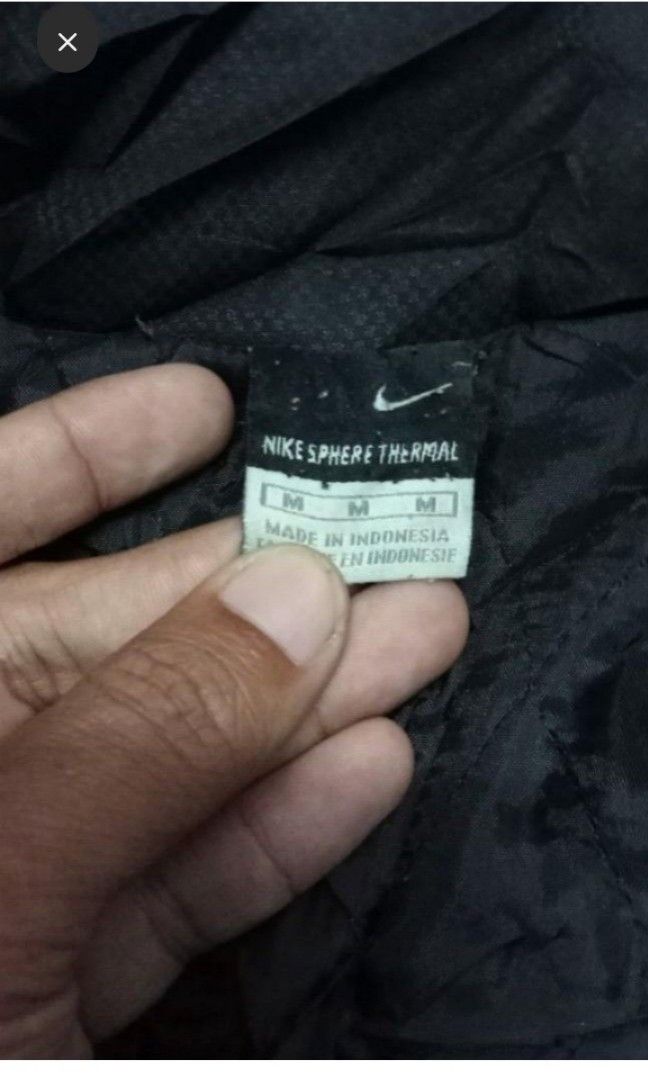 NIKE SPHERE THERMAL
M M M
MADE IN INDONESIA
EN INDONESIE